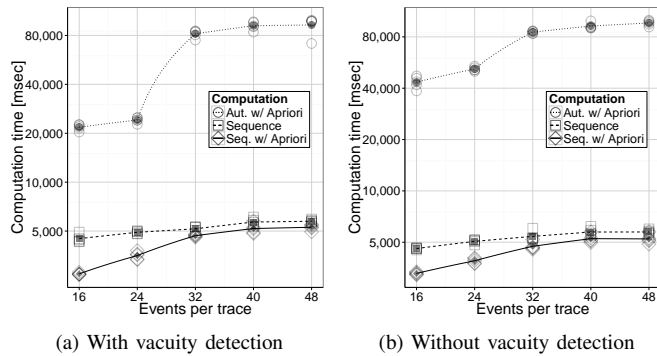 80,000
40,000
20,000
10,000
5,000
Computation time [msec]
Computation
Aut. w/ Apriori
Sequence
Seq. w/ Apriori
16 24 32 40 48
Events per trace
(a) With vacuity detection
80,000
40,000
20,000
10,000
5,000
Computation time [msec]
Computation
Aut. w/ Apriori
Sequence
Seq. w/ Apriori
16 24 32 40 48
Events per trace
(b) Without vacuity detection